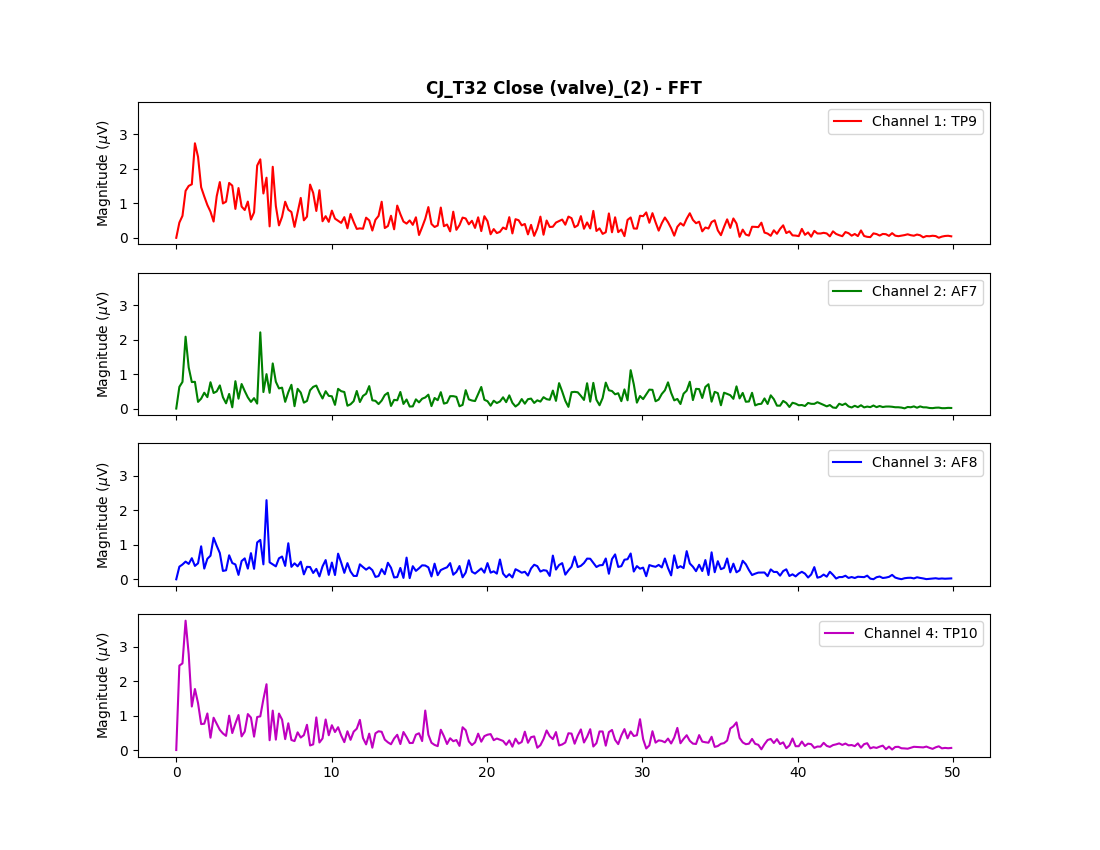 CJ_T32 Close (valve)_(2) - FFT
Magnitude (μV)
3
2
1
0
Channel 1: TP9
Magnitude (μV)
3
2
1
0
Channel 2: AF7
Magnitude (μV)
3
2
1
0
Channel 3: AF8
Magnitude (μV)
3
2
1
0
Channel 4: TP10
0 10 20 30 40 50